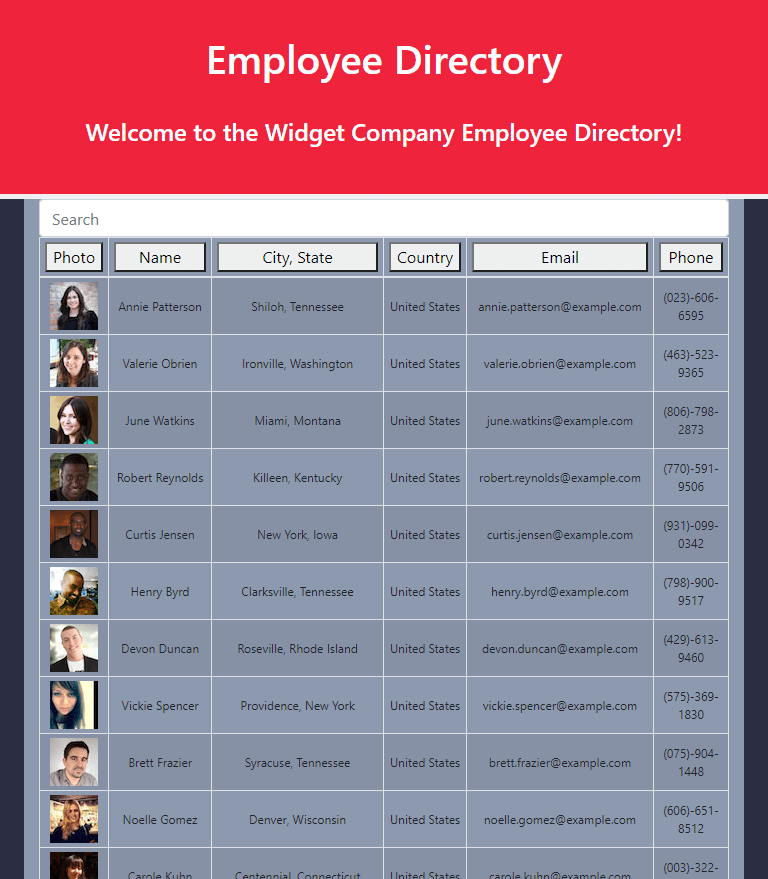 Employee Directory
Welcome to the Widget Company Employee Directory!
Search
Photo Name City, State Country Email Phone
Annie Patterson Shiloh, Tennessee United States annie.patterson@example.com (023)-606-
6595
Valerie Obrien Ironville, Washington United States valerie.obrien@example.com (463)-523-
9365
June Watkins Miami, Montana United States june.watkins@example.com (806)-798-
2873
Robert Reynolds Killeen, Kentucky United States robert.reynolds@example.com (770)-591-
9506
Curtis Jensen New York, Iowa United States curtis.jensen@example.com (931)-099-
0342
Henry Byrd Clarksville, Tennessee United States henry.byrd@example.com (798)-900-
9517
Devon Duncan Roseville, Rhode Island United States devon.duncan@example.com (429)-613-
9460
Vickie Spencer Providence, New York United States vickie.spencer@example.com (575)-369-
1830
Brett Frazier Syracuse, Tennessee United States brett.frazier@example.com (075)-904-
1448
Noelle Gomez Denver, Wisconsin United States noelle.gomez@example.com (606)-651-
8512
Carole Kuhn Centennial, Connecticut United States carole.kuhn@example.com (003)-322-